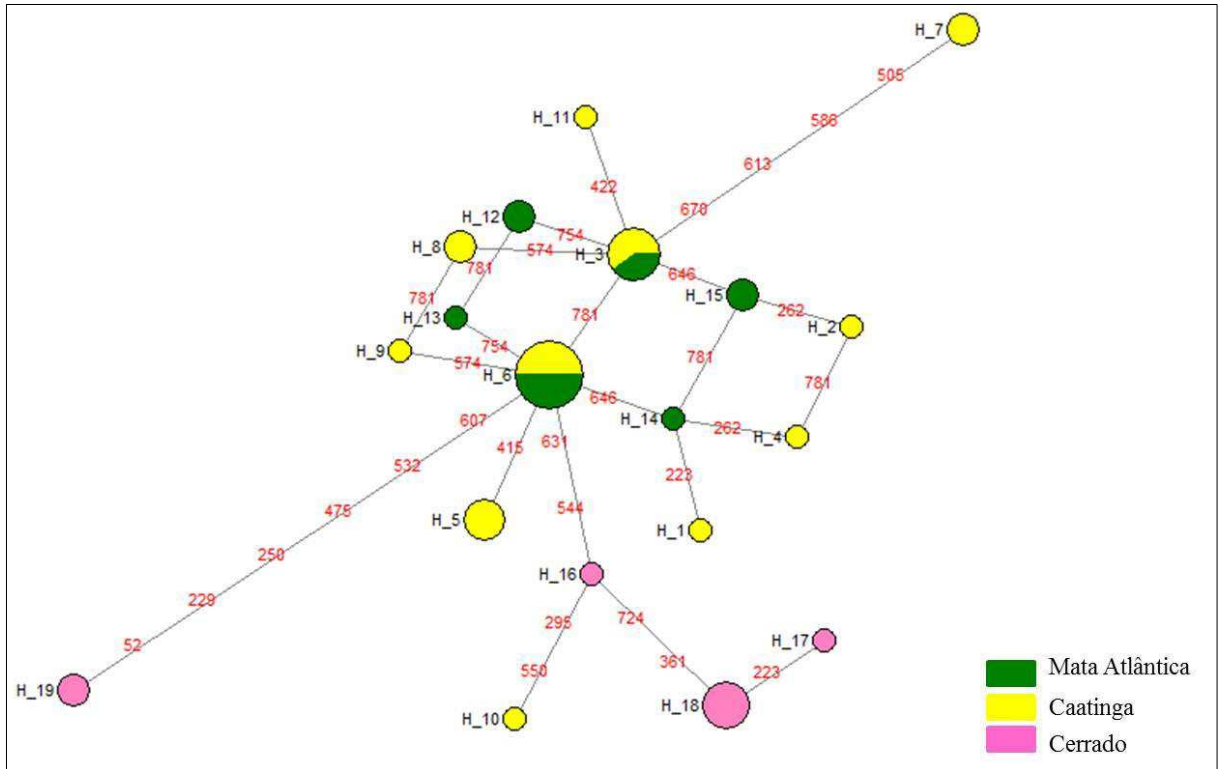 H_7
505
586
H_11
613
422
670
H_12
754
H_8
574
H_3
646
781
H_15
262
H_2
781
H_13
781
754
H_9
574
H_6
781
781
646
H_14
262
H_4
607
415
631
223
532
475
544
H_5
H_1
250
H_16
229
295
724
52
H_17
550
361
223
H_19
H_10
H_18
Mata Atlântica
Caatinga
Cerrado